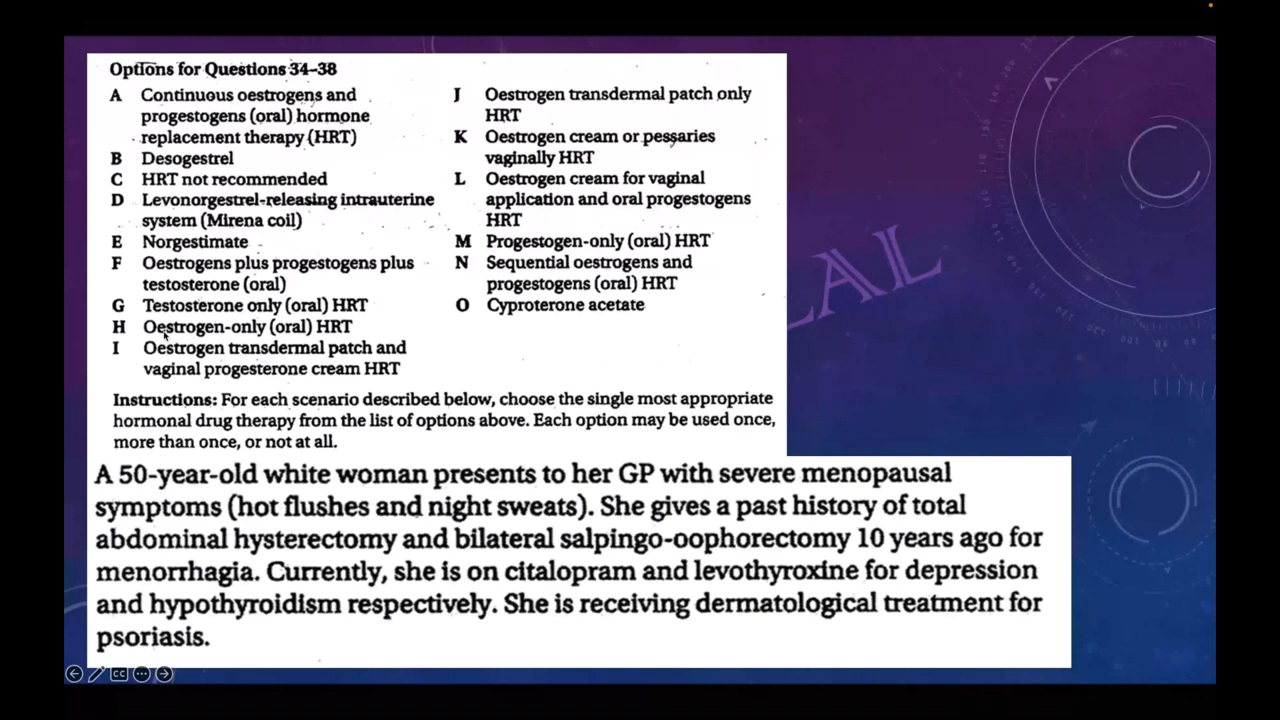 Options for Questions 34–38
A Continuous oestrogens and
progestogens (oral) hormone
replacement therapy (HRT)
B Desogestrel
C HRT not recommended
D Levonorgestrel-releasing intrauterine
system (Mirena coil)
E Norgestimate
F Oestrogens plus progestogens plus
testosterone (oral)
G Testosterone only (oral) HRT
H Oestrogen-only (oral) HRT
I Oestrogen transdermal patch and
vaginal progesterone cream HRT
J Oestrogen transdermal patch only
HRT
K Oestrogen cream or pessaries
vaginally HRT
L Oestrogen cream for vaginal
application and oral progestogens
HRT
M Progestogen-only (oral) HRT
N Sequential oestrogens and
progestogens (oral) HRT
O Cyproterone acetate
Instructions: For each scenario described below, choose the single most appropriate
hormonal drug therapy from the list of options above. Each option may be used once,
more than once, or not at all.
A 50-year-old white woman presents to her GP with severe menopausal
symptoms (hot flushes and night sweats). She gives a past history of total
abdominal hysterectomy and bilateral salpingo-oophorectomy 10 years ago for
menorrhagia. Currently, she is on citalopram and levothyroxine for depression
and hypothyroidism respectively. She is receiving dermatological treatment for
psoriasis.
LAL
CC